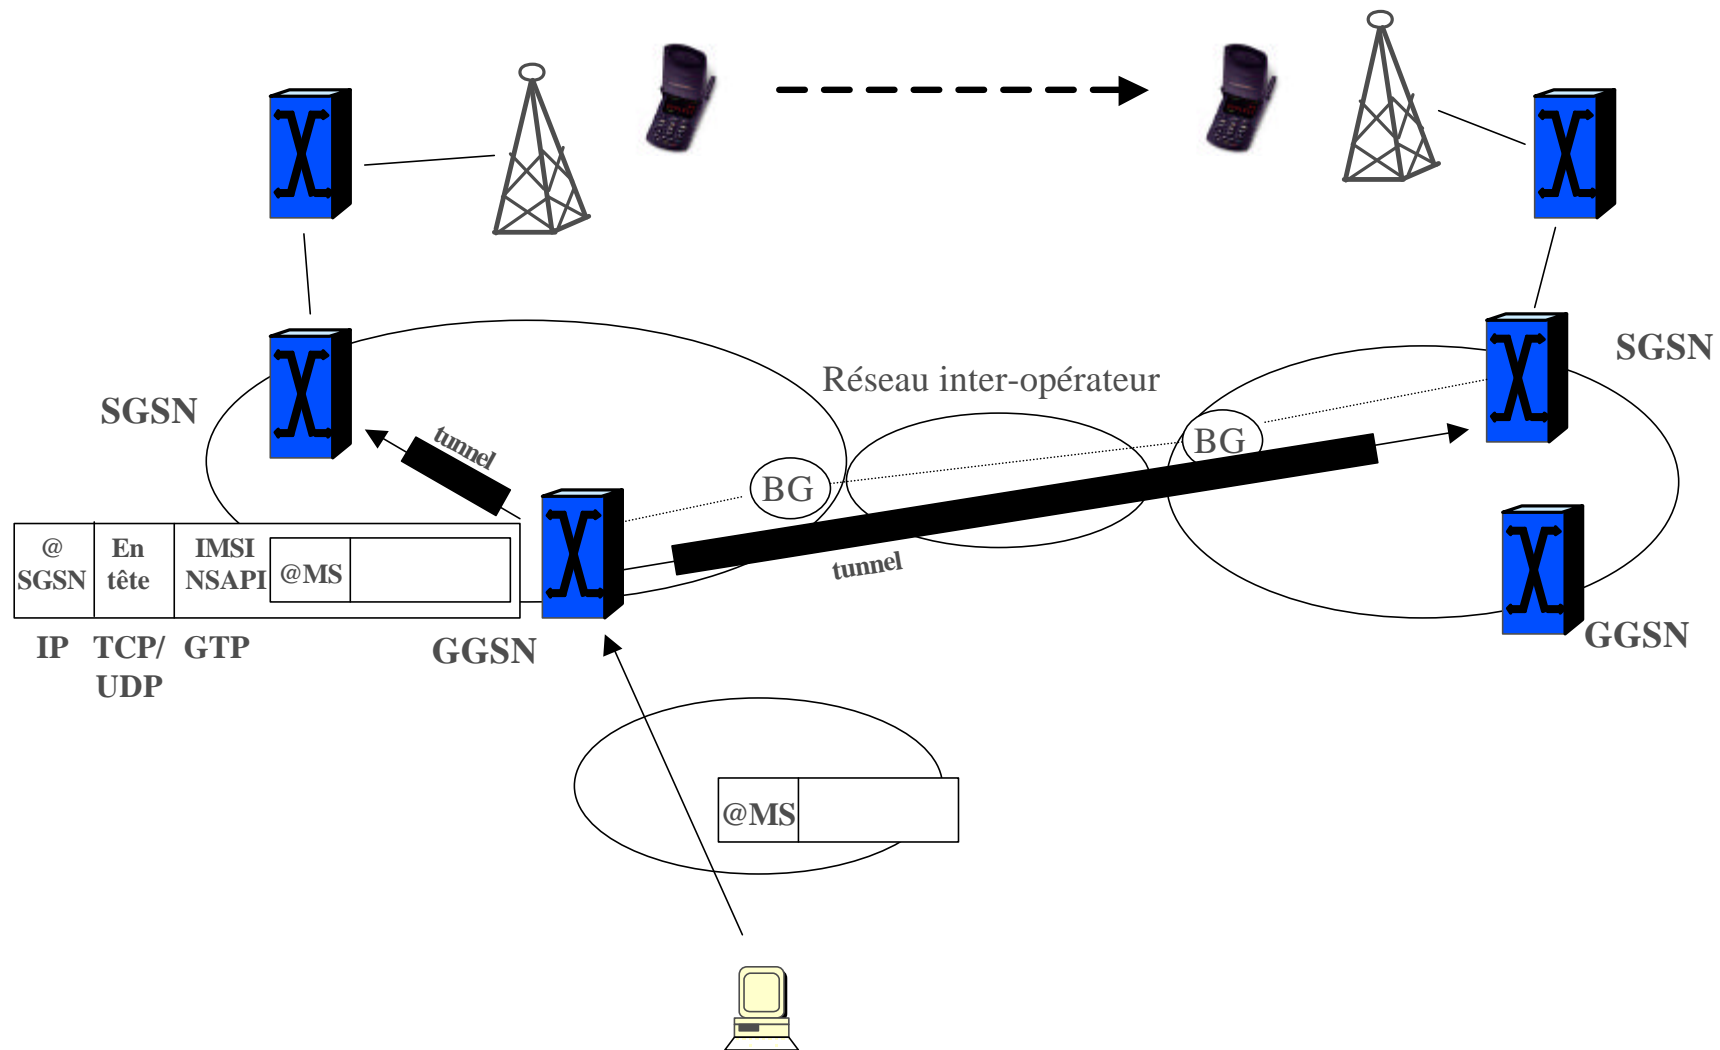 SGSN
Réseau inter-opérateur
SGSN
tunnel
BG
BG
tunnel
@
SGSN
En
tête
IMSI
NSAPI
@MS
IP
TCP/
UDP
GTP
GGSN
GGSN
@MS